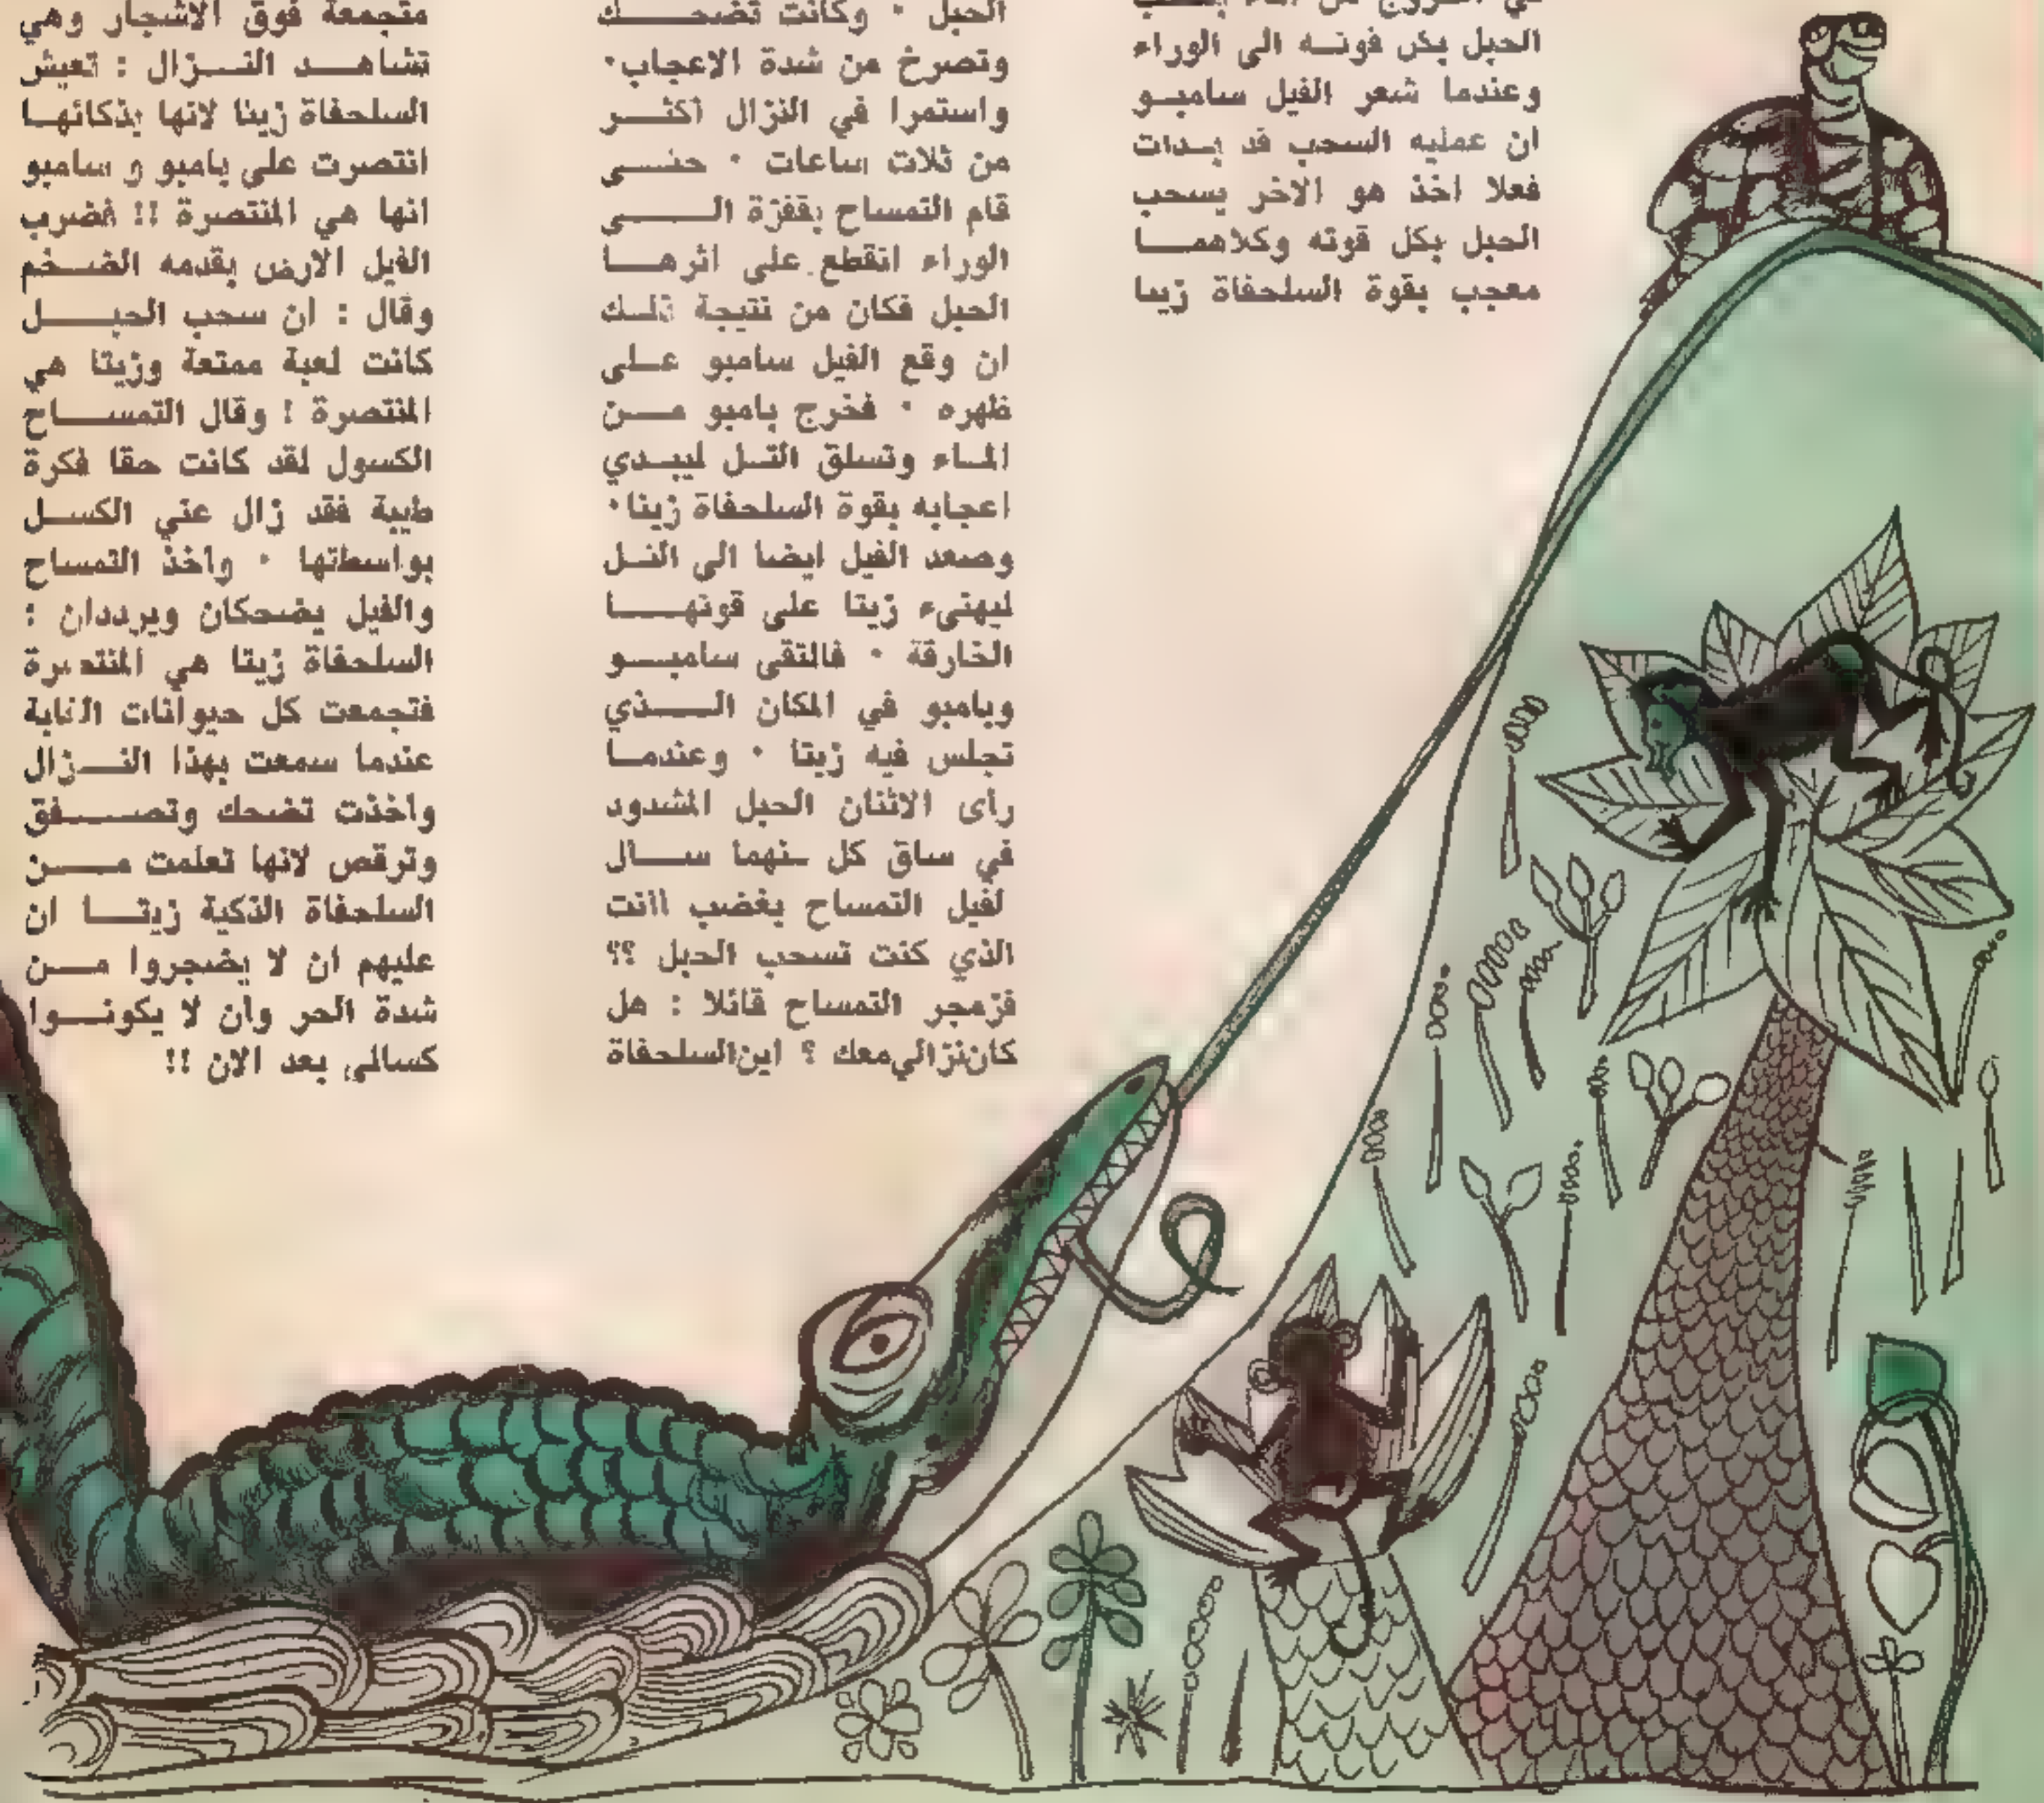 الحبل بكل قوته الى الوراء
وعندما شعر الفيل سامبو
ان عمليه السحب قد بدات
فعلا اخذ هو الاخر يسحب
الحبل بكل قوته وكلاهما
معجب بقوة السلحفاة زيتا
الحبل · وكانت تضحك
وتصرخ من شدة الاعجاب·
واستمرا في النزال اكثر
من ثلاث ساعات · حتى
قام التمساح بقفزة الى
الوراء انقطع على اثرها
الحبل فكان من نتيجة ذلك
ان وقع الفيل سامبو على
ظهره · فخرج بامبو من
الماء وتسلق التل ليبدي
اعجابه بقوة السلحفاة زيتا·
وصعد الفيل ايضا الى التل
ليهنىء زيتا على قوتها
الخارقة · فالتقى سامبو
وبامبو في المكان الذي
تجلس فيه زيتا · وعندما
رأى الاثنان الحبل المشدود
في ساق كل منهما سال
لفيل التمساح بغضب اانت
الذي كنت تسحب الحبل ؟؟
فزمجر التمساح قائلا : هل
كان نزالي معك ؟ اين السلحفاة
متجمعة فوق الاشجار وهي
تشاهد النزال : تعيش
السلحفاة زيتا لانها بذكائها
انتصرت على بامبو و سامبو
انها هي المنتصرة !! فضرب
الفيل الارض بقدمه الضخم
وقال : ان سحب الحبل
كانت لعبة ممتعة وزيتا هي
المنتصرة ! وقال التمساح
الكسول لقد كانت حقا فكرة
طيبة فقد زال عني الكسل
بواسطتها · واخذ التمساح
والفيل يضحكان ويرددان :
السلحفاة زيتا هي المنتصرة
فتجمعت كل حيوانات الغابة
عندما سمعت بهذا النزال
واخذت تضحك وتصفق
وترقص لانها تعلمت من
السلحفاة الذكية زيتا ان
عليهم ان لا يضجروا من
شدة الحر وان لا يكونوا
كسالى بعد الان !!